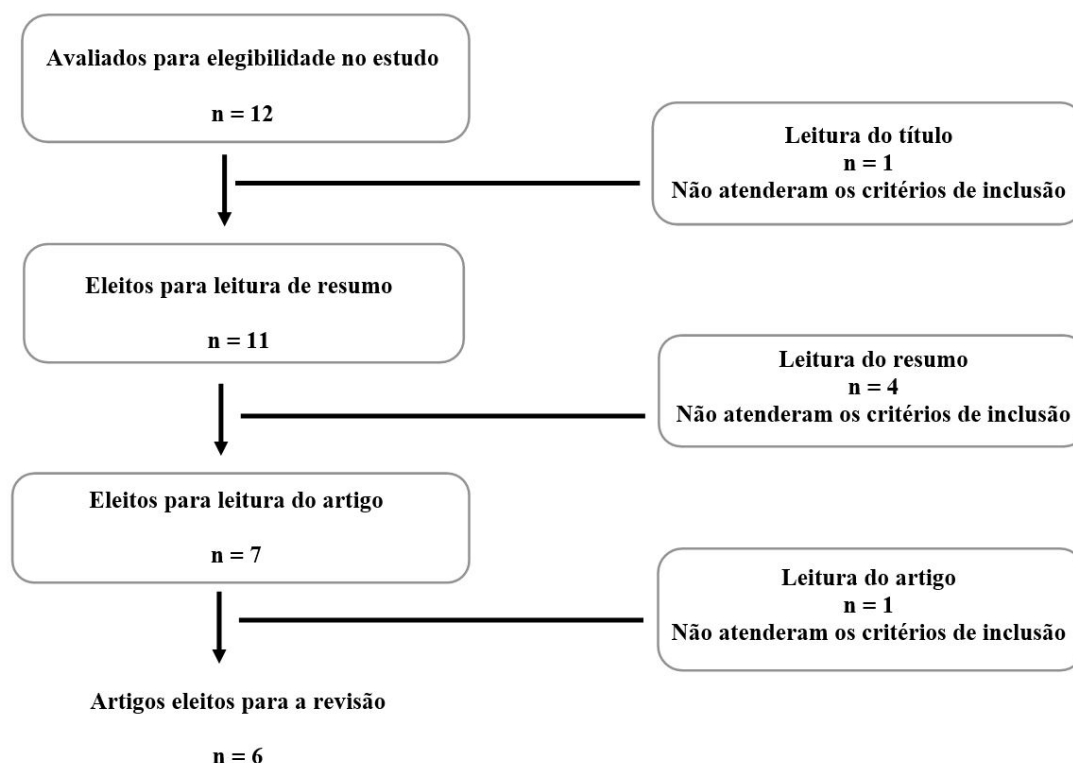 Avaliados para elegibilidade no estudo
n = 12
Leitura do título
n = 1
Não atenderam os critérios de inclusão
Eleitos para leitura de resumo
n = 11
Leitura do resumo
n = 4
Não atenderam os critérios de inclusão
Eleitos para leitura do artigo
n = 7
Leitura do artigo
n = 1
Não atenderam os critérios de inclusão
Artigos eleitos para a revisão
n = 6